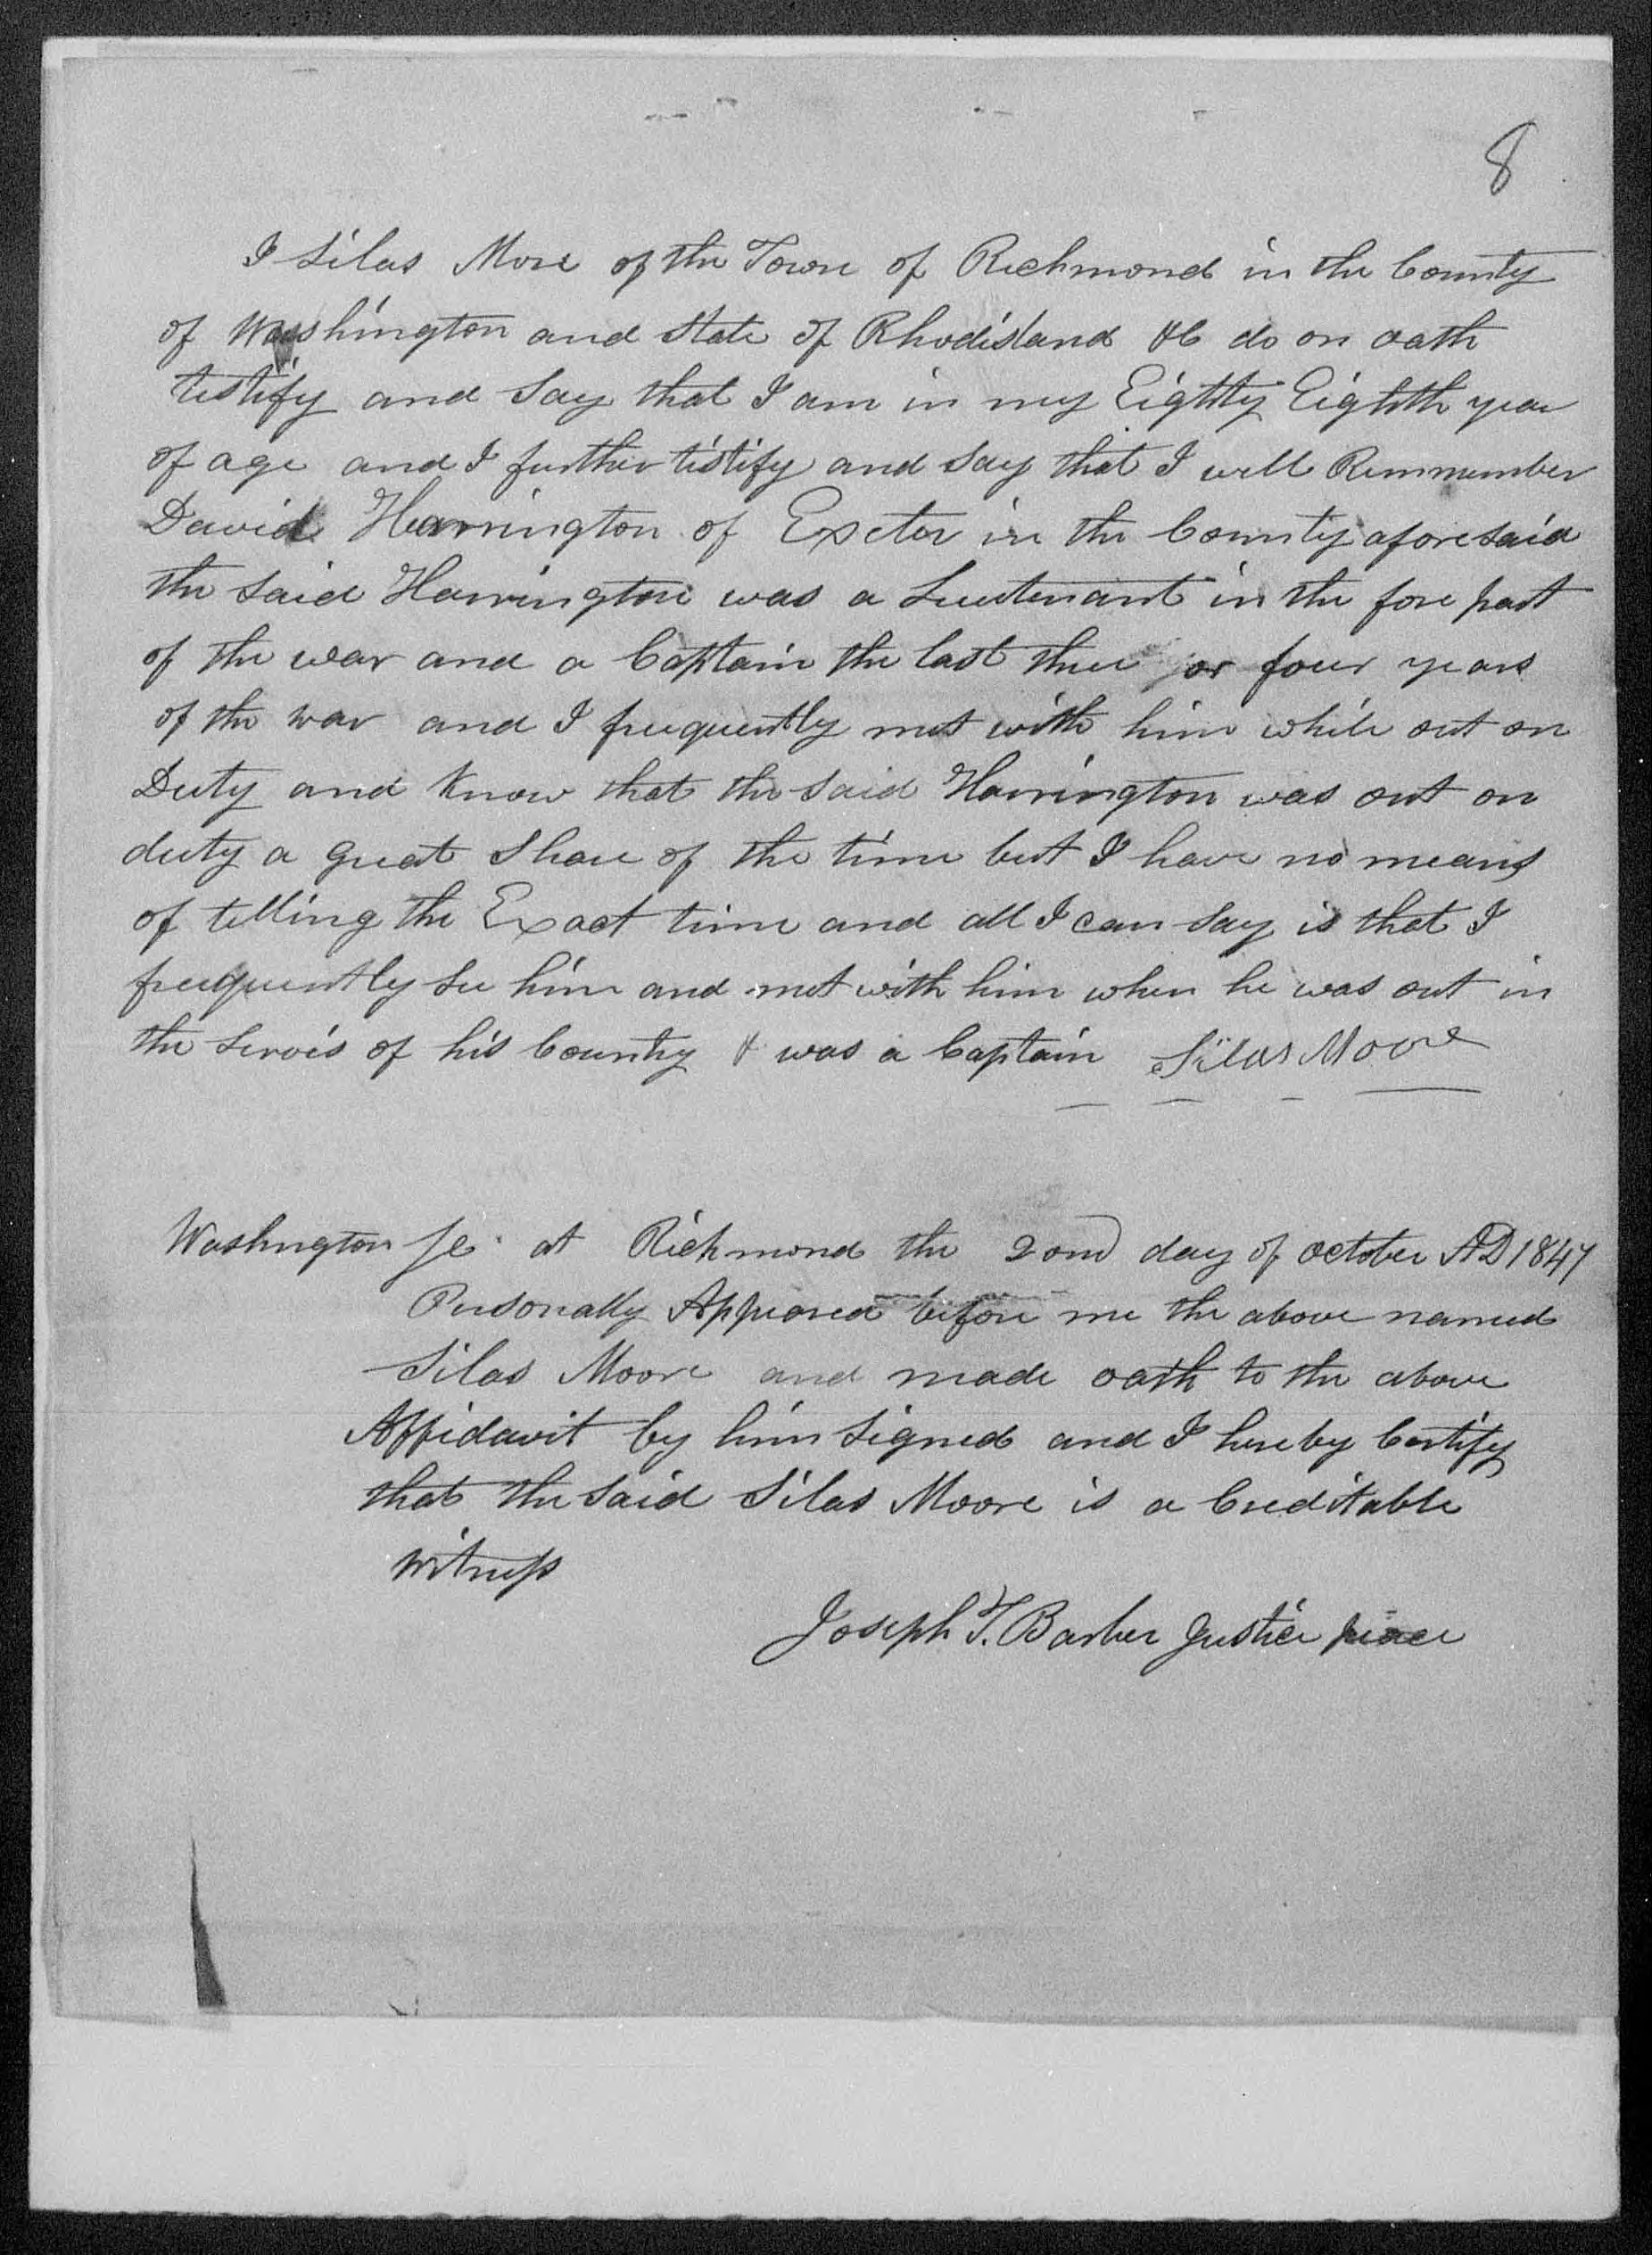 8
I Silas More of the Town of Richmond in the County
of Washington and State of Rhodisland &c do on oath
testify and Say that I am in my Eighty Eighth year
of age and I further testify and Say that I well Remmember
David Harrington of Exeter in the County aforesaid
the Said Harrington was a Lieutenant in the fore part
of the war and a Captain the last three or four years
of the war and I frequently met with him while out on
Duty and Know that the Said Harrington was out on
duty a great Share of the time but I have no means
of telling the Exact time and all I can Say is that I
frequently See him and met with him when he was out in
the Servis of his Country & was a Captain Silas Moore
Washington Sc. at Richmond the 2ond day of october AD 1847
Personally Appeared before me the above named
Silas Moore and made oath to the above
Affidavit by him Signed and I hereby Certify
that the Said Silas Moore is a Creditable
Witness
Joseph T. Barber Justice peace